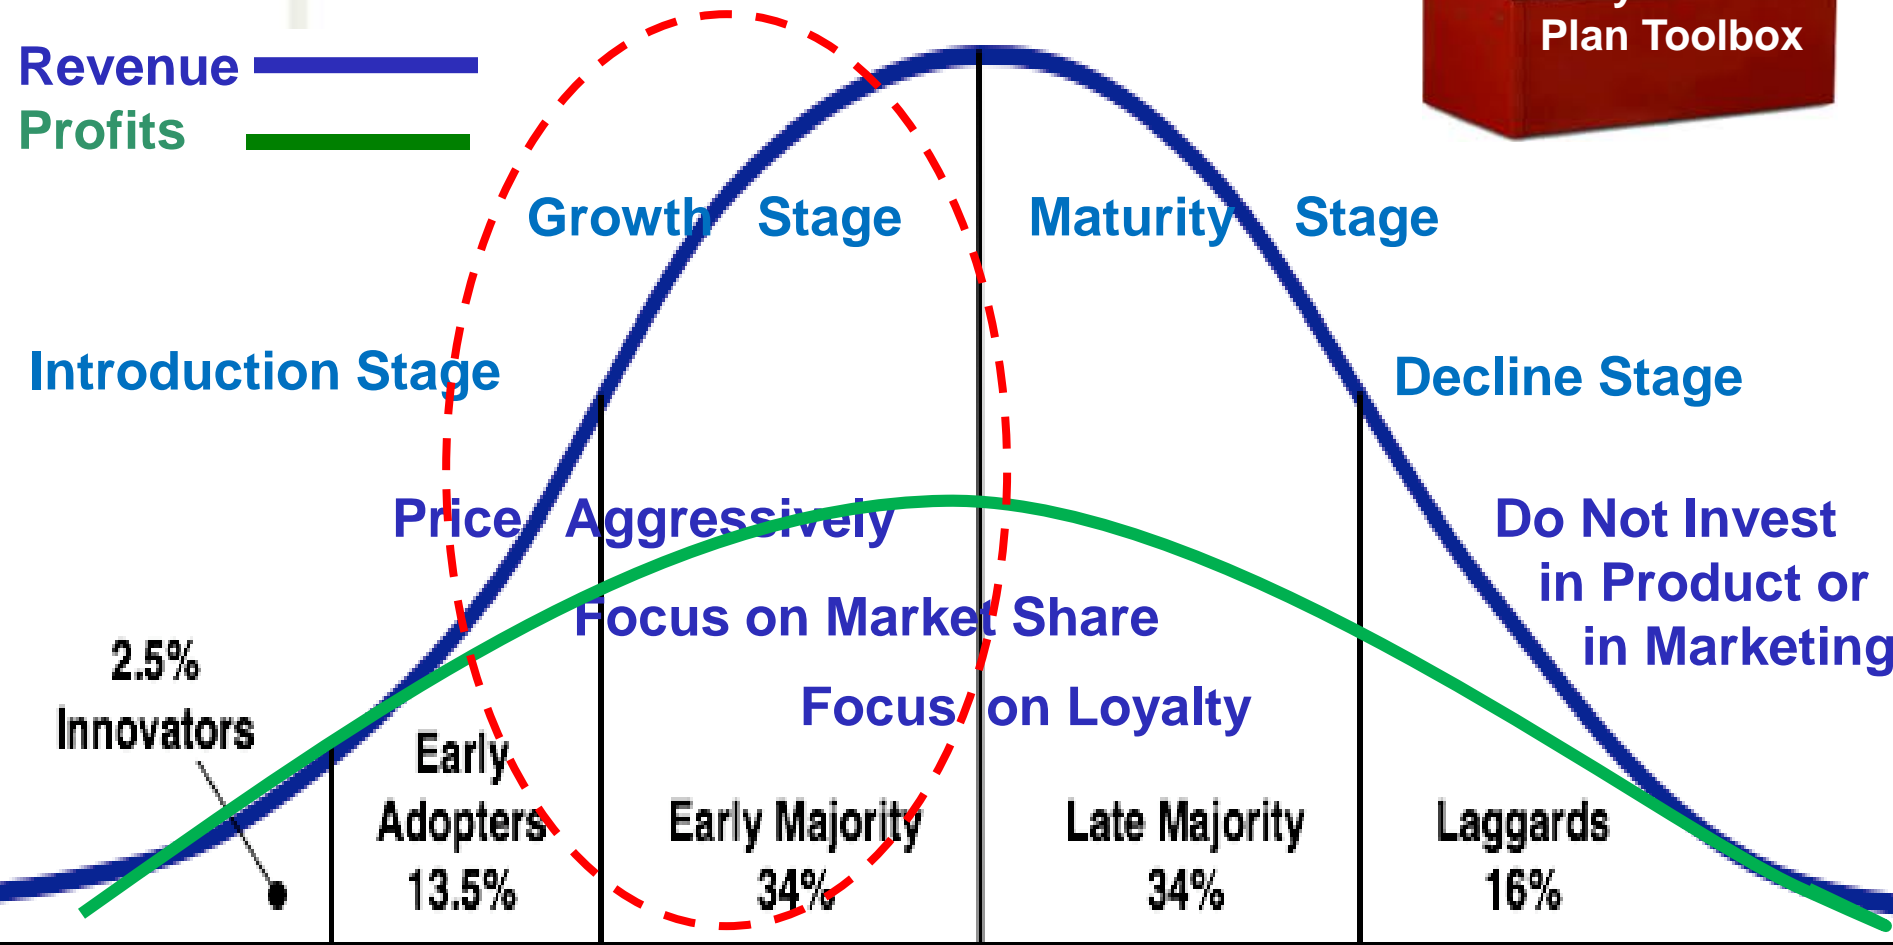 Plan Toolbox
Revenue
Profits
Growth Stage
Maturity Stage
Introduction Stage
Decline Stage
Price Aggressively
Do Not Invest
in Product or
in Marketing
Focus on Market Share
Focus on Loyalty
2.5%
Innovators
Early
Adopters
13.5%
Early Majority
34%
Late Majority
34%
Laggards
16%